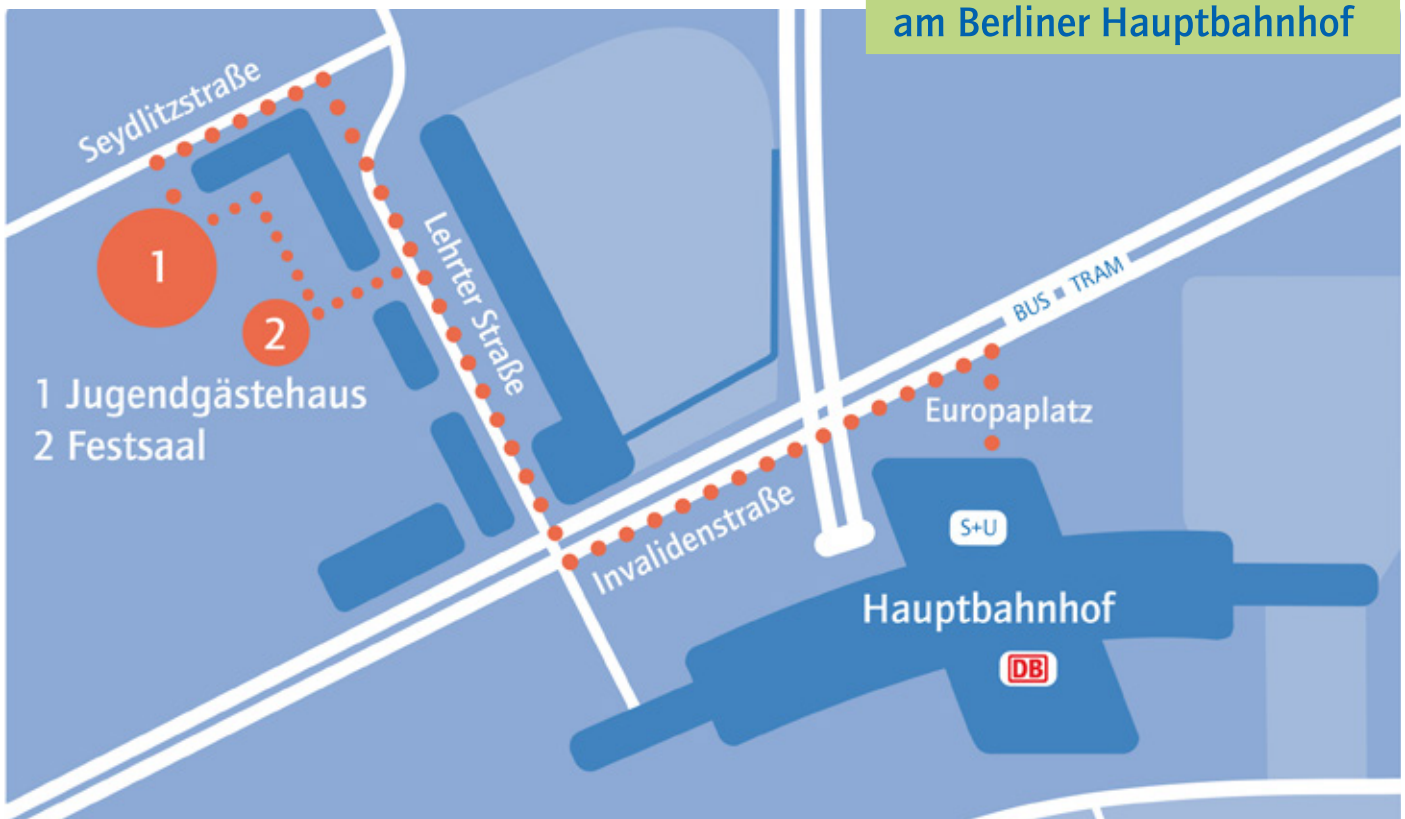 am Berliner Hauptbahnhof
Seydlitzstraße
Lehrter Straße
1
2
1 Jugendgästehaus
2 Festsaal
BUS ▪ TRAM
Europaplatz
Invalidenstraße
S+U
Hauptbahnhof
DB